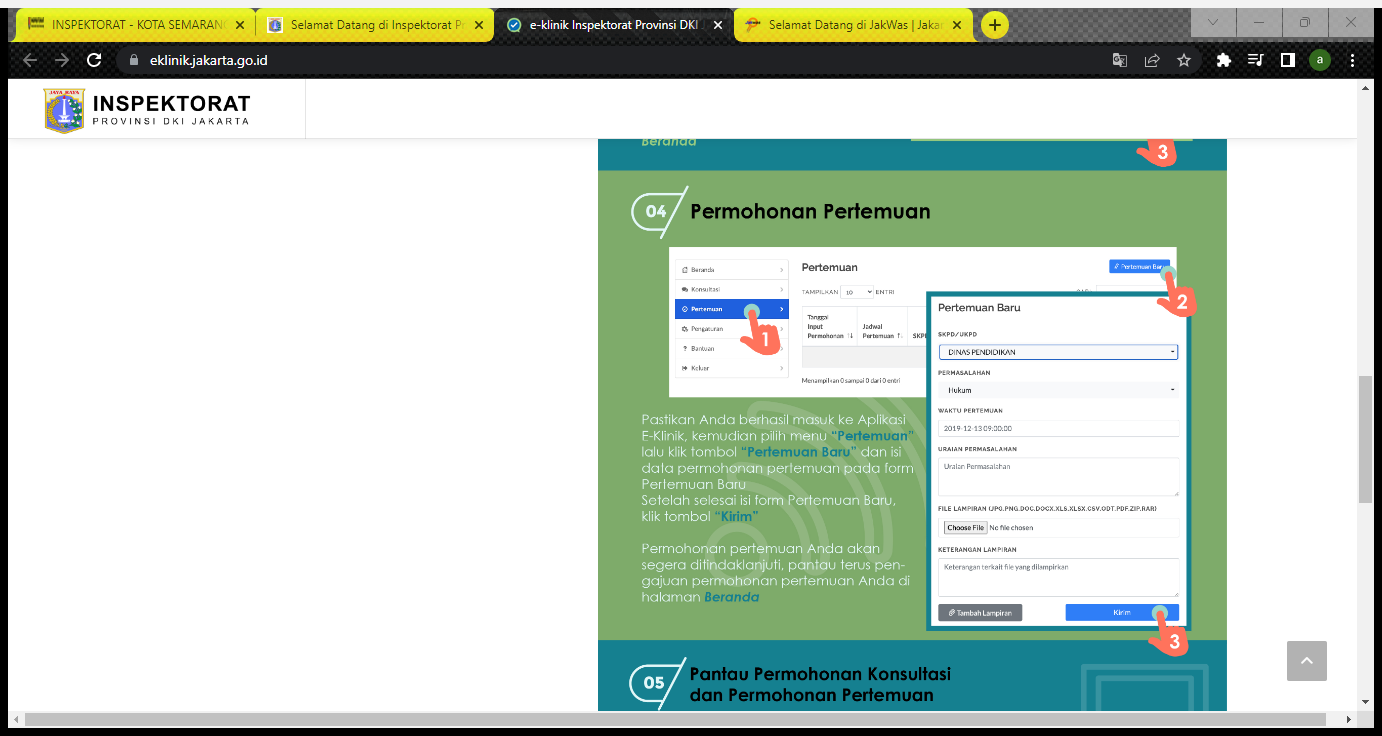 INSPEKTORAT - KOTA SEMARANG
Selamat Datang di Inspektorat Pr
e-klinik Inspektorat Provinsi DKI
Selamat Datang di JakWas | Jakar
eklinik.jakarta.go.id
a
JAYA RAYA
INSPEKTORAT
PROVINSI DKI JAKARTA
Beranda
3
04 Permohonan Pertemuan
Beranda
Konsultasi
Pertemuan
Pengaturan
Bantuan
Keluar
1
Pertemuan
Pertemuan Baru
2
TAMPILKAN 10 ENTRI
Tanggal
Input
Permohonan
Jadwal
Pertemuan
Menampilkan 0 sampai 0 dari 0 entri
Pastikan Anda berhasil masuk ke Aplikasi
E-Klinik, kemudian pilih menu “Pertemuan”
lalu klik tombol “Pertemuan Baru” dan isi
data permohonan pertemuan pada form
Pertemuan Baru
Setelah selesai isi form Pertemuan Baru,
klik tombol “Kirim”
Permohonan pertemuan Anda akan
segera ditindaklanjuti, pantau terus pen-
gajuan permohonan pertemuan Anda di
halaman Beranda
Pertemuan Baru
SKPD/UKPD
DINAS PENDIDIKAN
PERMASALAHAN
Hukum
WAKTU PERTEMUAN
2019-12-13 09:00:00
URAIAN PERMASALAHAN
Uraian Permasalahan
FILE LAMPIRAN (JPG,PNG,DOC,DOCX,XLS,XLSX,CSV,ODT,PDF,ZIP,RAR)
Choose File No file chosen
KETERANGAN LAMPIRAN
Keterangan terkait file yang dilampirkan
Tambah Lampiran
Kirim
3
05 Pantau Permohonan Konsultasi
dan Permohonan Pertemuan